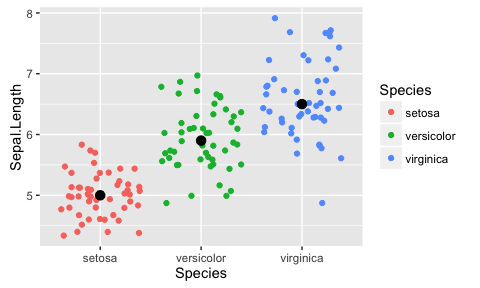 8
7
6
5
Sepal.Length
setosa
versicolor
virginica
Species
Species
setosa
versicolor
virginica